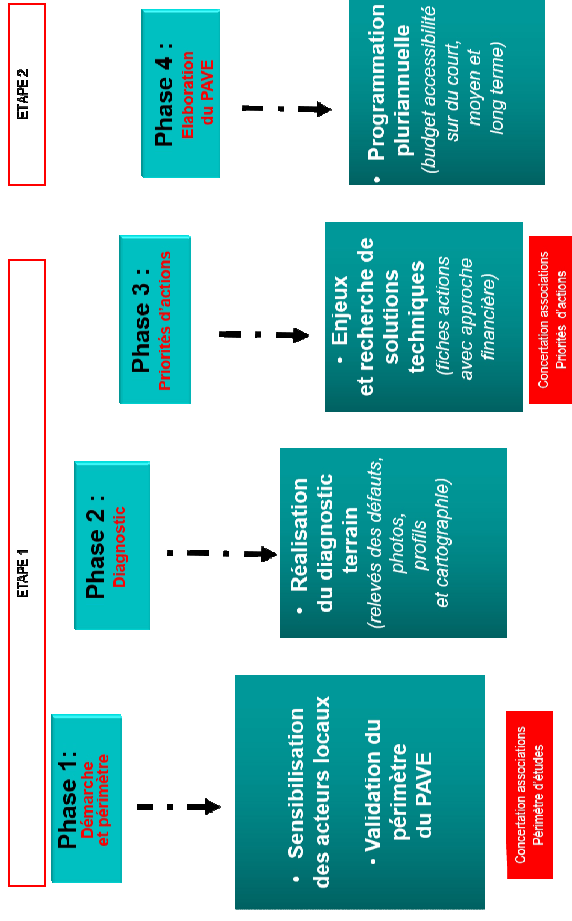 ETAPE 1
ETAPE 2
Phase 1:
Démarche
et périmètre
Phase 2 :
Diagnostic
Phase 3 :
Priorités d'actions
Phase 4 :
Elaboration
du PAVE
• Sensibilisation
des acteurs locaux
• Validation du
périmètre
du PAVE
• Réalisation
du diagnostic
terrain
(relevés des défauts,
photos,
profils
et cartographie)
• Enjeux
et recherche de
solutions
techniques
(fiches actions
avec approche
financière)
• Programmation
pluriannuelle
(budget accessibilité
sur du court,
moyen et
long terme)
Concertation associations
Périmètre d'études
Concertation associations
Priorités d'actions